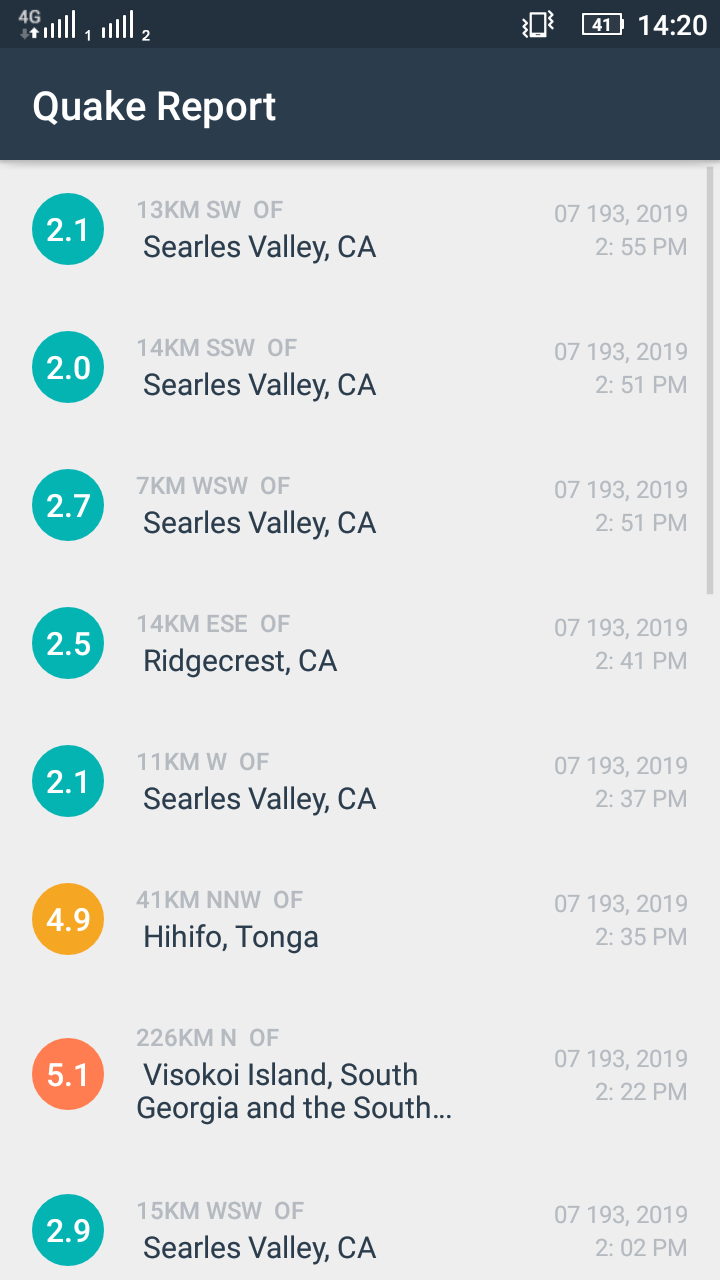 4G 1 2 41 14:20
Quake Report
13KM SW  OF
2.1 07 193, 2019
Searles Valley, CA
2: 55 PM
14KM SSW  OF
2.0 07 193, 2019
Searles Valley, CA
2: 51 PM
7KM WSW  OF
2.7 07 193, 2019
Searles Valley, CA
2: 51 PM
14KM ESE  OF
2.5 07 193, 2019
Ridgecrest, CA
2: 41 PM
11KM W  OF
2.1 07 193, 2019
Searles Valley, CA
2: 37 PM
41KM NNW  OF
4.9 07 193, 2019
Hihifo, Tonga
2: 35 PM
226KM N  OF
5.1 07 193, 2019
Visokoi Island, South
Georgia and the South...
2: 22 PM
15KM WSW  OF
2.9 07 193, 2019
Searles Valley, CA
2: 02 PM